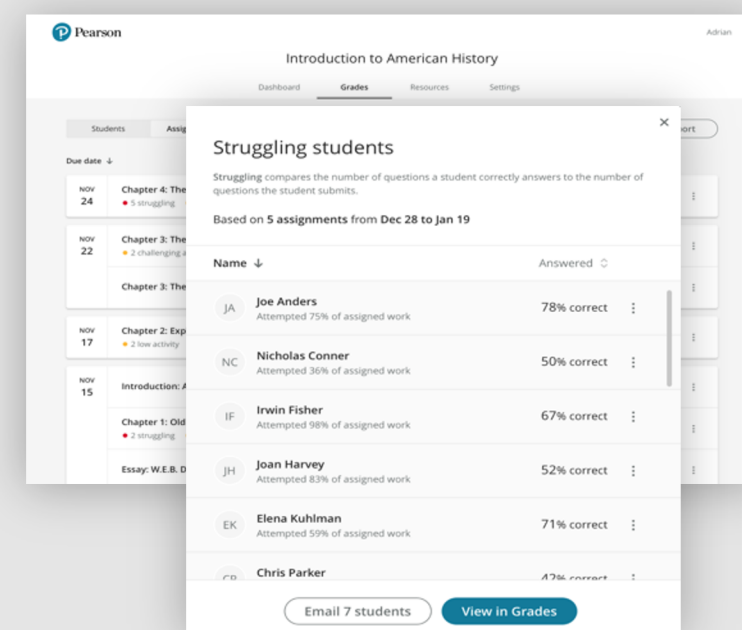 Pearson
Adrian
Introduction to American History
Dashboard Grades Resources Settings
Students
Due date
NOV
24
Chapter 4: The
5 struggling
NOV
22
Chapter 3: The
2 challenging
Chapter 3: The
NOV
17
Chapter 2:
2 low activity
NOV
15
Introduction:
Chapter 1: Old
2 struggling
Essay: W.E.B. D
Struggling students
Struggling compares the number of questions a student correctly answers to the number of
questions the student submits.
Based on 5 assignments from Dec 28 to Jan 19
Name Answered
JA Joe Anders 78% correct
Attempted 75% of assigned work
NC Nicholas Conner 50% correct
Attempted 36% of assigned work
IF Irwin Fisher 67% correct
Attempted 98% of assigned work
JH Joan Harvey 52% correct
Attempted 83% of assigned work
EK Elena Kuhlman 71% correct
Attempted 59% of assigned work
Chris Parker 42% correct
Email 7 students View in Grades